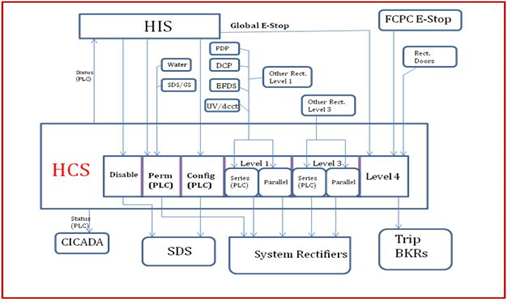 HIS
Global E-Stop
FCPC E-Stop
PDP
Status
(PLC)
Water
DCP
Other Rect.
Level 1
Rect.
Doors
SDS/GS
EFDS
UV/dcct
Other Rect.
Level 3
HCS
Disable
Perm
(PLC)
Config
(PLC)
Level 1
Series
(PLC)
Parallel
Level 3
Series
(PLC)
Parallel
Level 4
Status
(PLC)
CICADA
SDS
System Rectifiers
Trip
BKRs